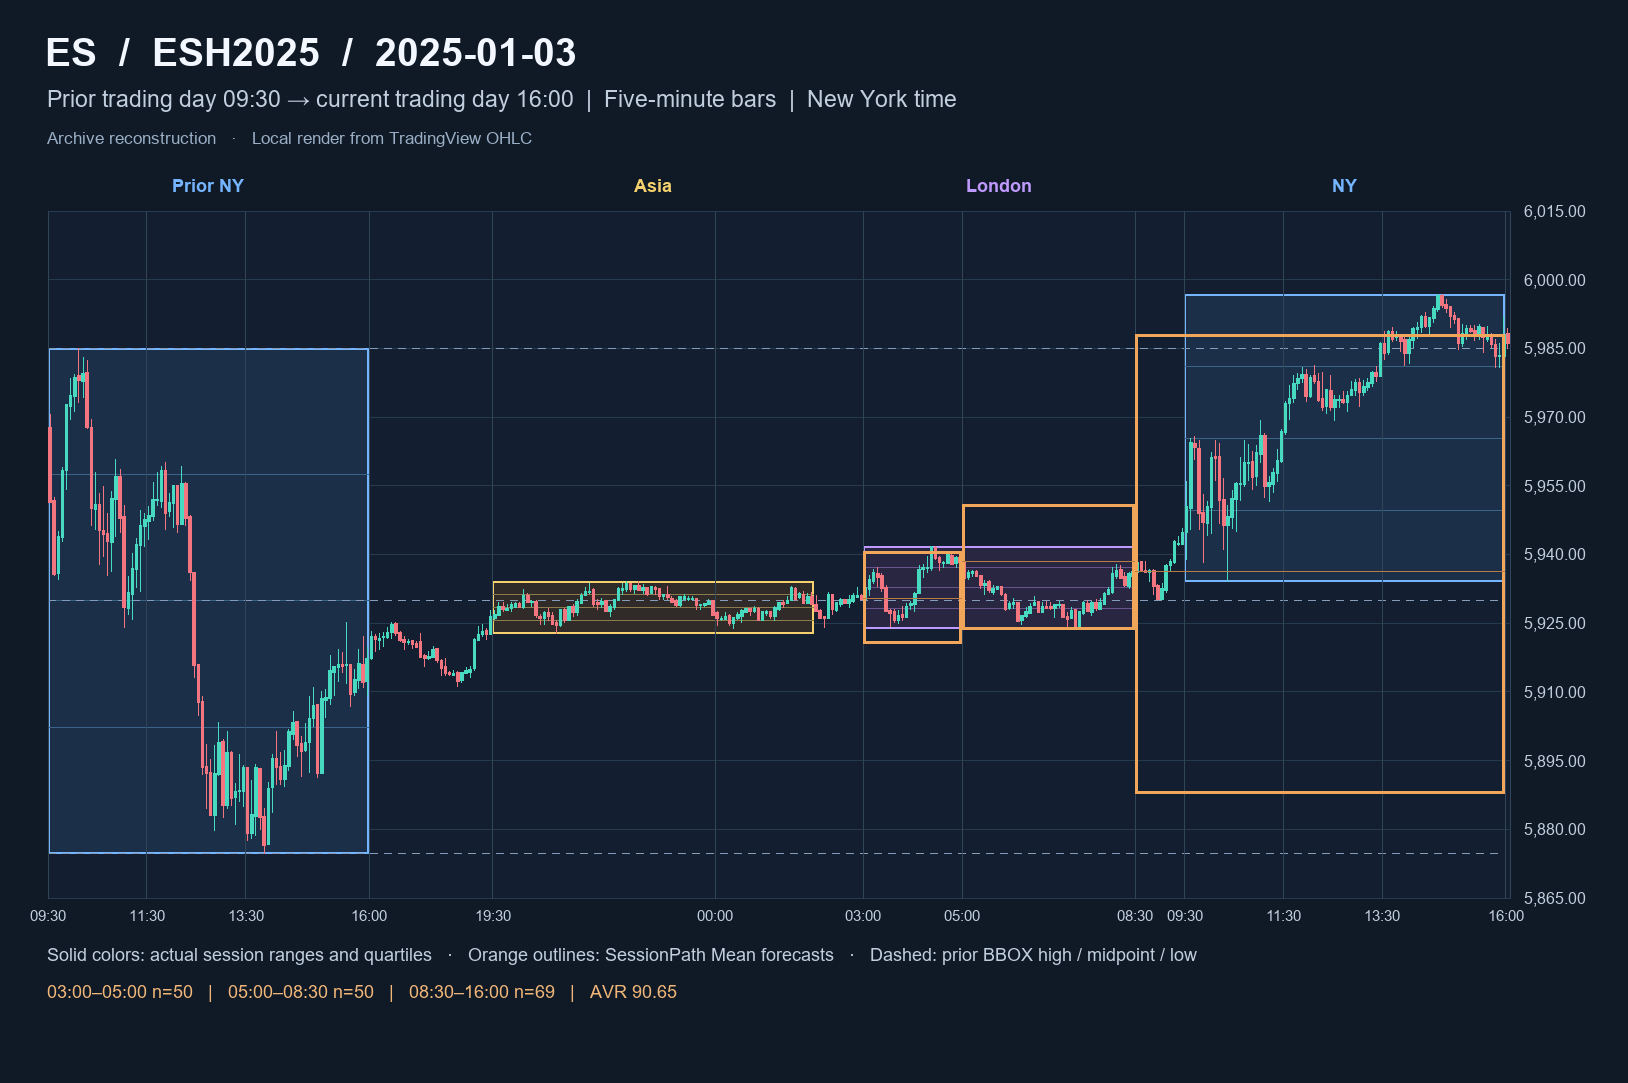 ES / ESH2025 / 2025-01-03
Prior trading day 09:30 → current trading day 16:00 | Five-minute bars | New York time
Archive reconstruction · Local render from TradingView OHLC
Prior NY Asia London NY
6,015.00
6,000.00
5,985.00
5,970.00
5,955.00
5,940.00
5,925.00
5,910.00
5,895.00
5,880.00
5,865.00
09:30 11:30 13:30 16:00 19:30 00:00 03:00 05:00 08:30 09:30 11:30 13:30 16:00
Solid colors: actual session ranges and quartiles · Orange outlines: SessionPath Mean forecasts · Dashed: prior BBOX high / midpoint / low
03:00–05:00 n=50 | 05:00–08:30 n=50 | 08:30–16:00 n=69 | AVR 90.65